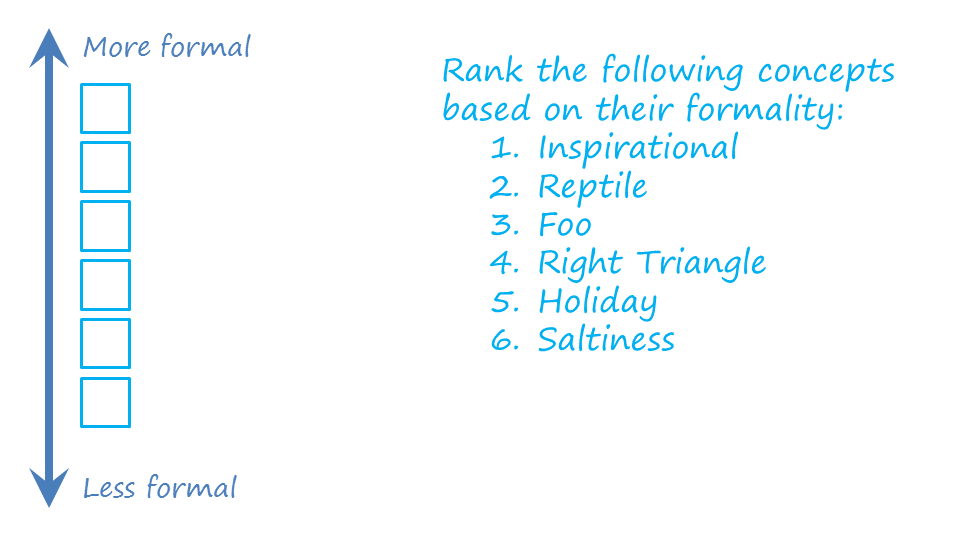 More formal
Rank the following concepts
based on their formality:
1. Inspirational
2. Reptile
3. Foo
4. Right Triangle
5. Holiday
6. Saltiness
Less formal